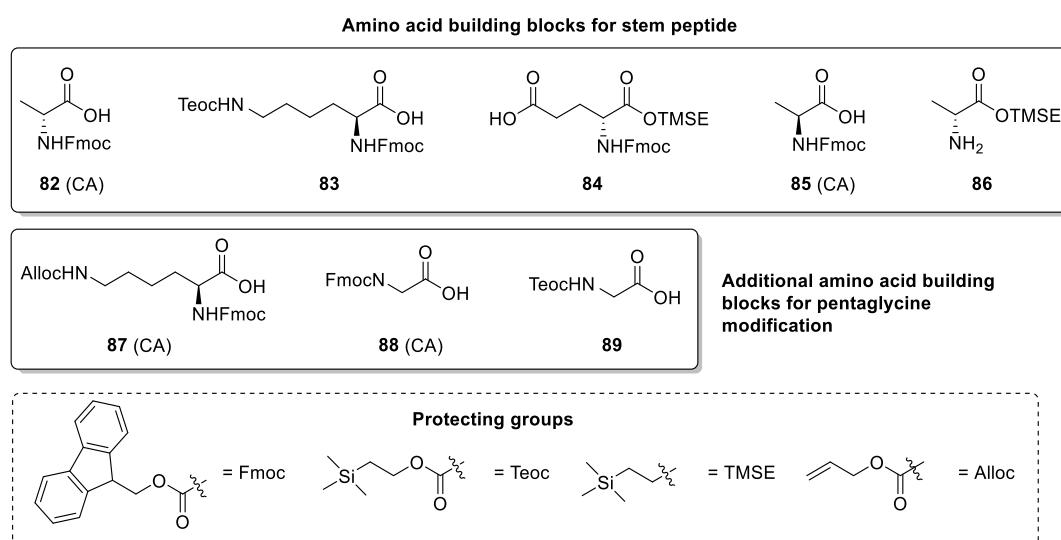 Amino acid building blocks for stem peptide
O
OH
NHFmoc
82 (CA)
TeocHN
O
OH
NHFmoc
83
O
HO
O
OTMSE
NHFmoc
84
O
OH
NHFmoc
85 (CA)
O
OTMSE
NH2
86
AllocHN
O
OH
NHFmoc
87 (CA)
FmocN
O
OH
88 (CA)
TeocHN
O
OH
89
Additional amino acid building
blocks for pentaglycine
modification
Protecting groups
O
O
= Fmoc
Si
O
O
= Teoc
Si
= TMSE
O
O
= Alloc